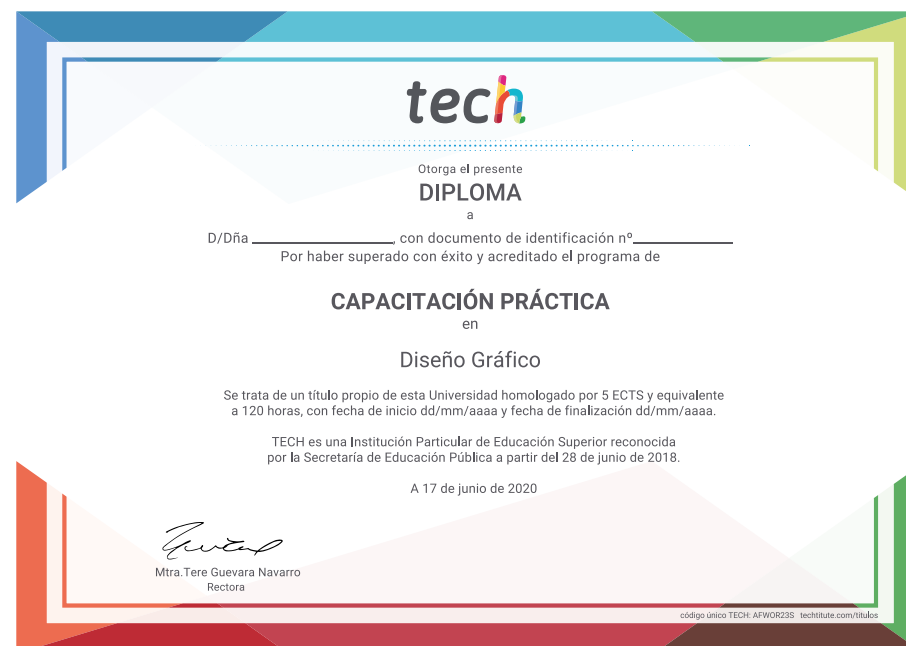 tech
Otorga el presente
DIPLOMA
a
D/Dña ________________, con documento de identificación nº____________
Por haber superado con éxito y acreditado el programa de
CAPACITACIÓN PRÁCTICA
en
Diseño Gráfico
Se trata de un título propio de esta Universidad homologado por 5 ECTS y equivalente
a 120 horas, con fecha de inicio dd/mm/aaaa y fecha de finalización dd/mm/aaaa.
TECH es una Institución Particular de Educación Superior reconocida
por la Secretaría de Educación Pública a partir del 28 de junio de 2018.
A 17 de junio de 2020
Mtra.Tere Guevara Navarro
Rectora
código único TECH: AFWOR23S  techtitute.com/titulos